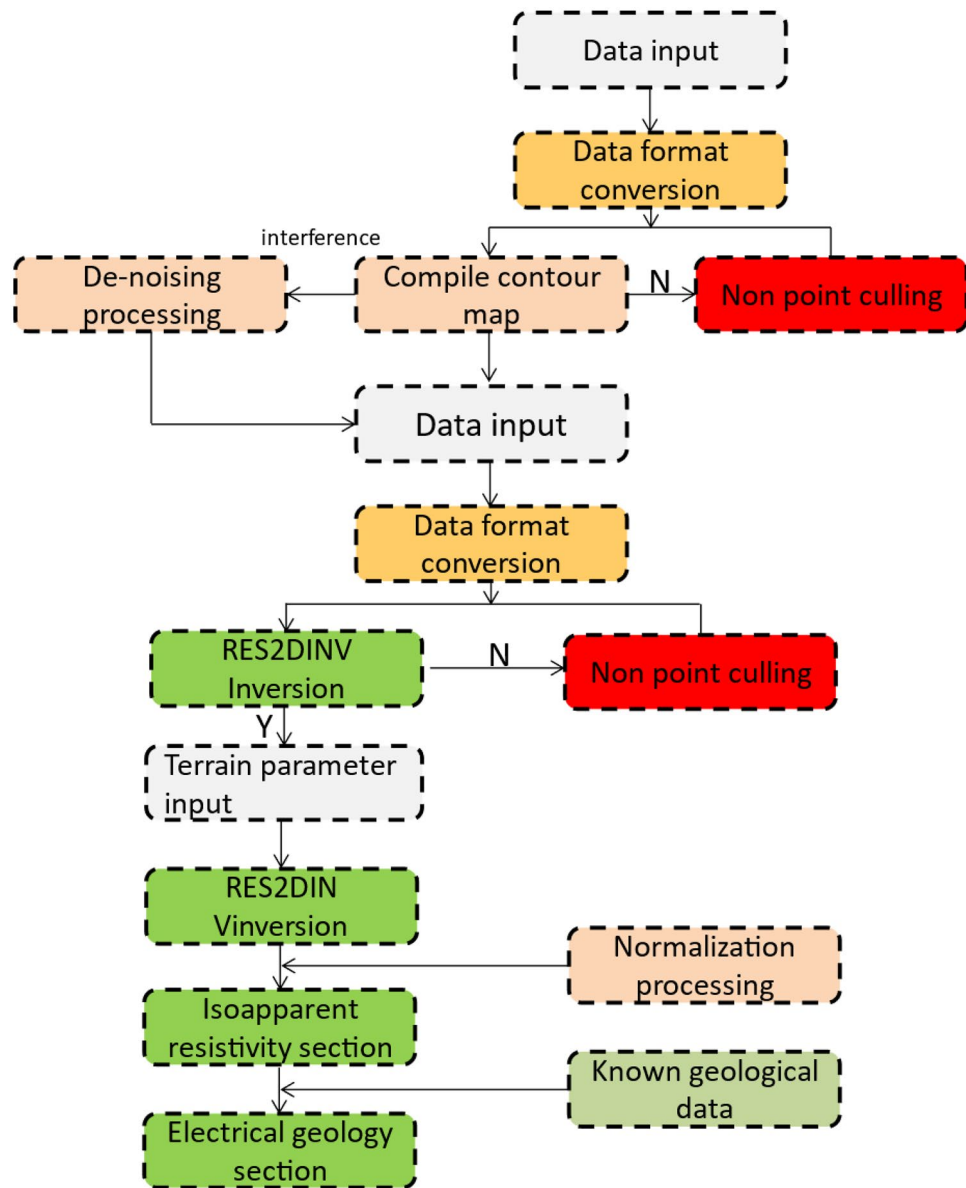 Data input
Data format
conversion
interference
De-noising
processing
Compile contour
map
N
Non point culling
Data input
Data format
conversion
RES2DINV
Inversion
N
Non point culling
Y
Terrain parameter
input
RES2DIN
Vinversion
Normalization
processing
Isoapparent
resistivity section
Known geological
data
Electrical geology
section